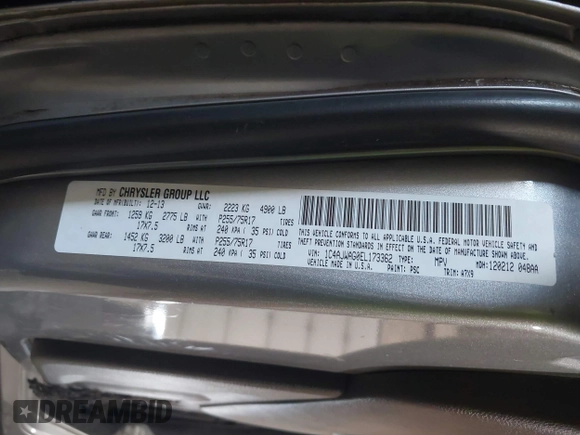 MFD BY CHRYSLER GROUP LLC
DATE OF MFR(BUILT): 12-13 GVWR: 2223 KG 4900 LB
GAWR FRONT: 1259 KG 2775 LB WITH P255/75R17 TIRES
17X7.5 RIMS AT 240 KPA ( 35 PSI) COLD
GAWR REAR: 1452 KG 3200 LB WITH P255/75R17 TIRES
17X7.5 RIMS AT 240 KPA ( 35 PSI) COLD
THIS VEHICLE CONFORMS TO ALL APPLICABLE U.S.A. FEDERAL MOTOR VEHICLE SAFETY AND
THEFT PREVENTION STANDARDS IN EFFECT ON THE DATE OF MANUFACTURE SHOWN ABOVE.
VIN: 1C4AJWAG0EL173362 TYPE: MPV MDH: 120212 048AA
VEHICLE MADE IN U.S.A. PAINT: PSC TRIM: A7X9
DREAMBID